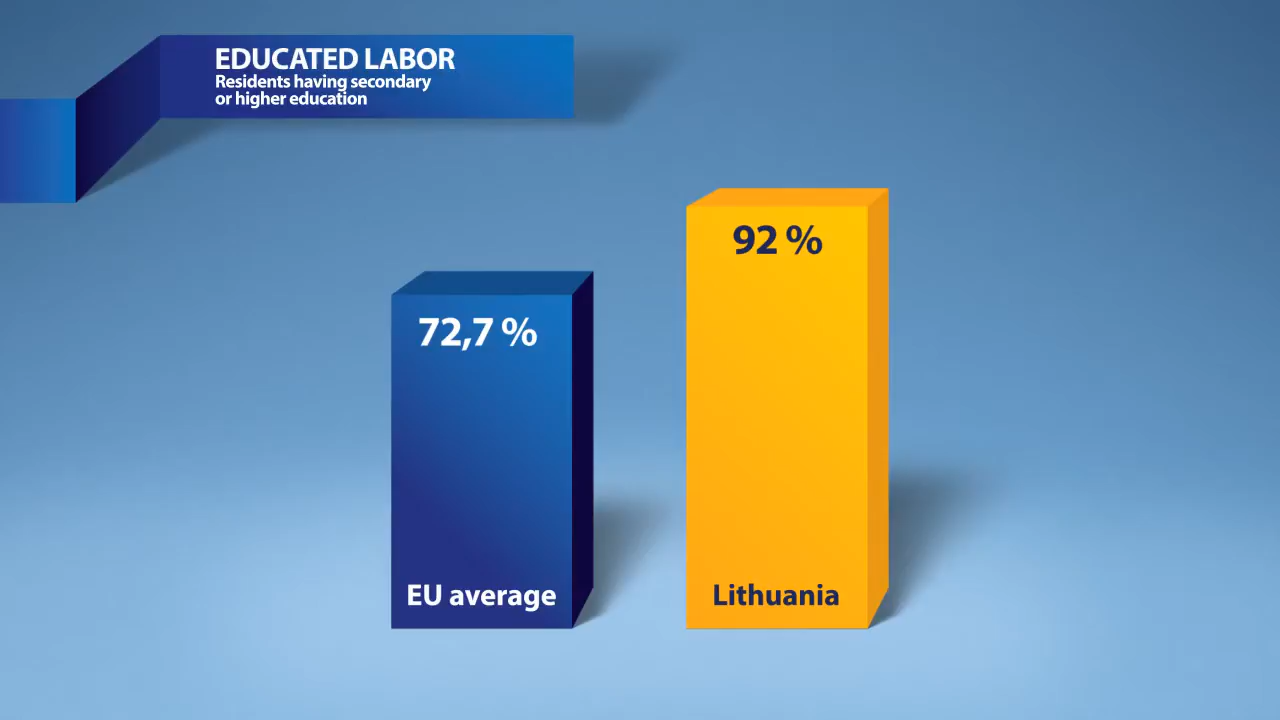 EDUCATED LABOR
Residents having secondary
or higher education
92 %
72,7 %
EU average
Lithuania